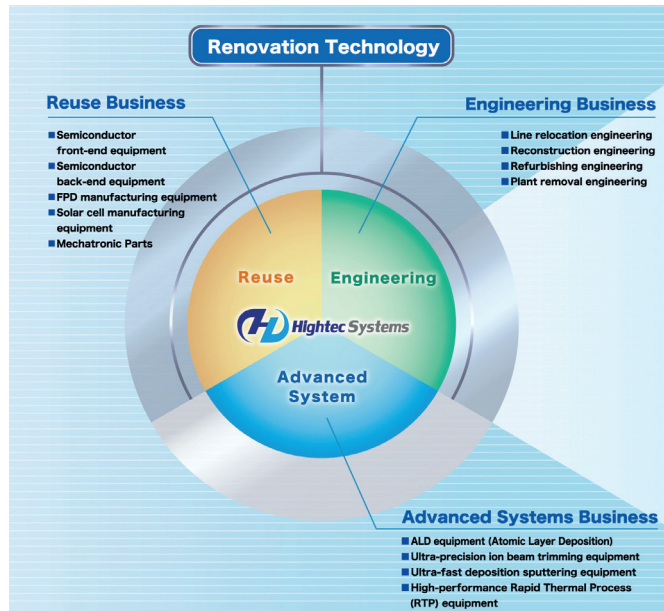 Renovation Technology
Reuse Business
■ Semiconductor
front-end equipment
■ Semiconductor
back-end equipment
■ FPD manufacturing equipment
■ Solar cell manufacturing
equipment
■ Mechatronic Parts
Engineering Business
■ Line relocation engineering
■ Reconstruction engineering
■ Refurbishing engineering
■ Plant removal engineering
Reuse
Engineering
Hightec Systems
Advanced
System
Advanced Systems Business
■ ALD equipment (Atomic Layer Deposition)
■ Ultra-precision ion beam trimming equipment
■ Ultra-fast deposition sputtering equipment
■ High-performance Rapid Thermal Process
(RTP) equipment